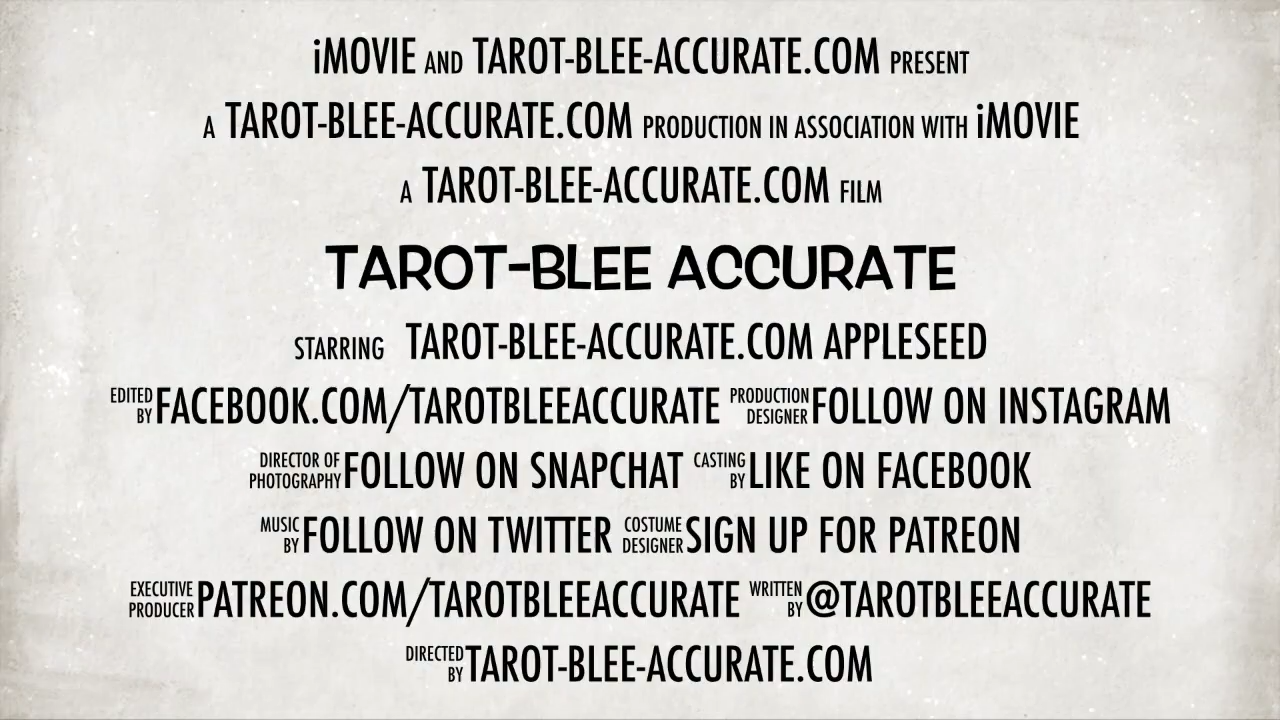 iMOVIE AND TAROT-BLEE-ACCURATE.COM PRESENT
A TAROT-BLEE-ACCURATE.COM PRODUCTION IN ASSOCIATION WITH iMOVIE
A TAROT-BLEE-ACCURATE.COM FILM
TAROT-BLEE ACCURATE
STARRING TAROT-BLEE-ACCURATE.COM APPLESEED
EDITED BY FACEBOOK.COM/TAROTBLEEACCURATE PRODUCTION DESIGNER FOLLOW ON INSTAGRAM
DIRECTOR OF PHOTOGRAPHY FOLLOW ON SNAPCHAT CASTING BY LIKE ON FACEBOOK
MUSIC BY FOLLOW ON TWITTER COSTUME DESIGNER SIGN UP FOR PATREON
EXECUTIVE PRODUCER PATREON.COM/TAROTBLEEACCURATE WRITTEN BY @TAROTBLEEACCURATE
DIRECTED BY TAROT-BLEE-ACCURATE.COM